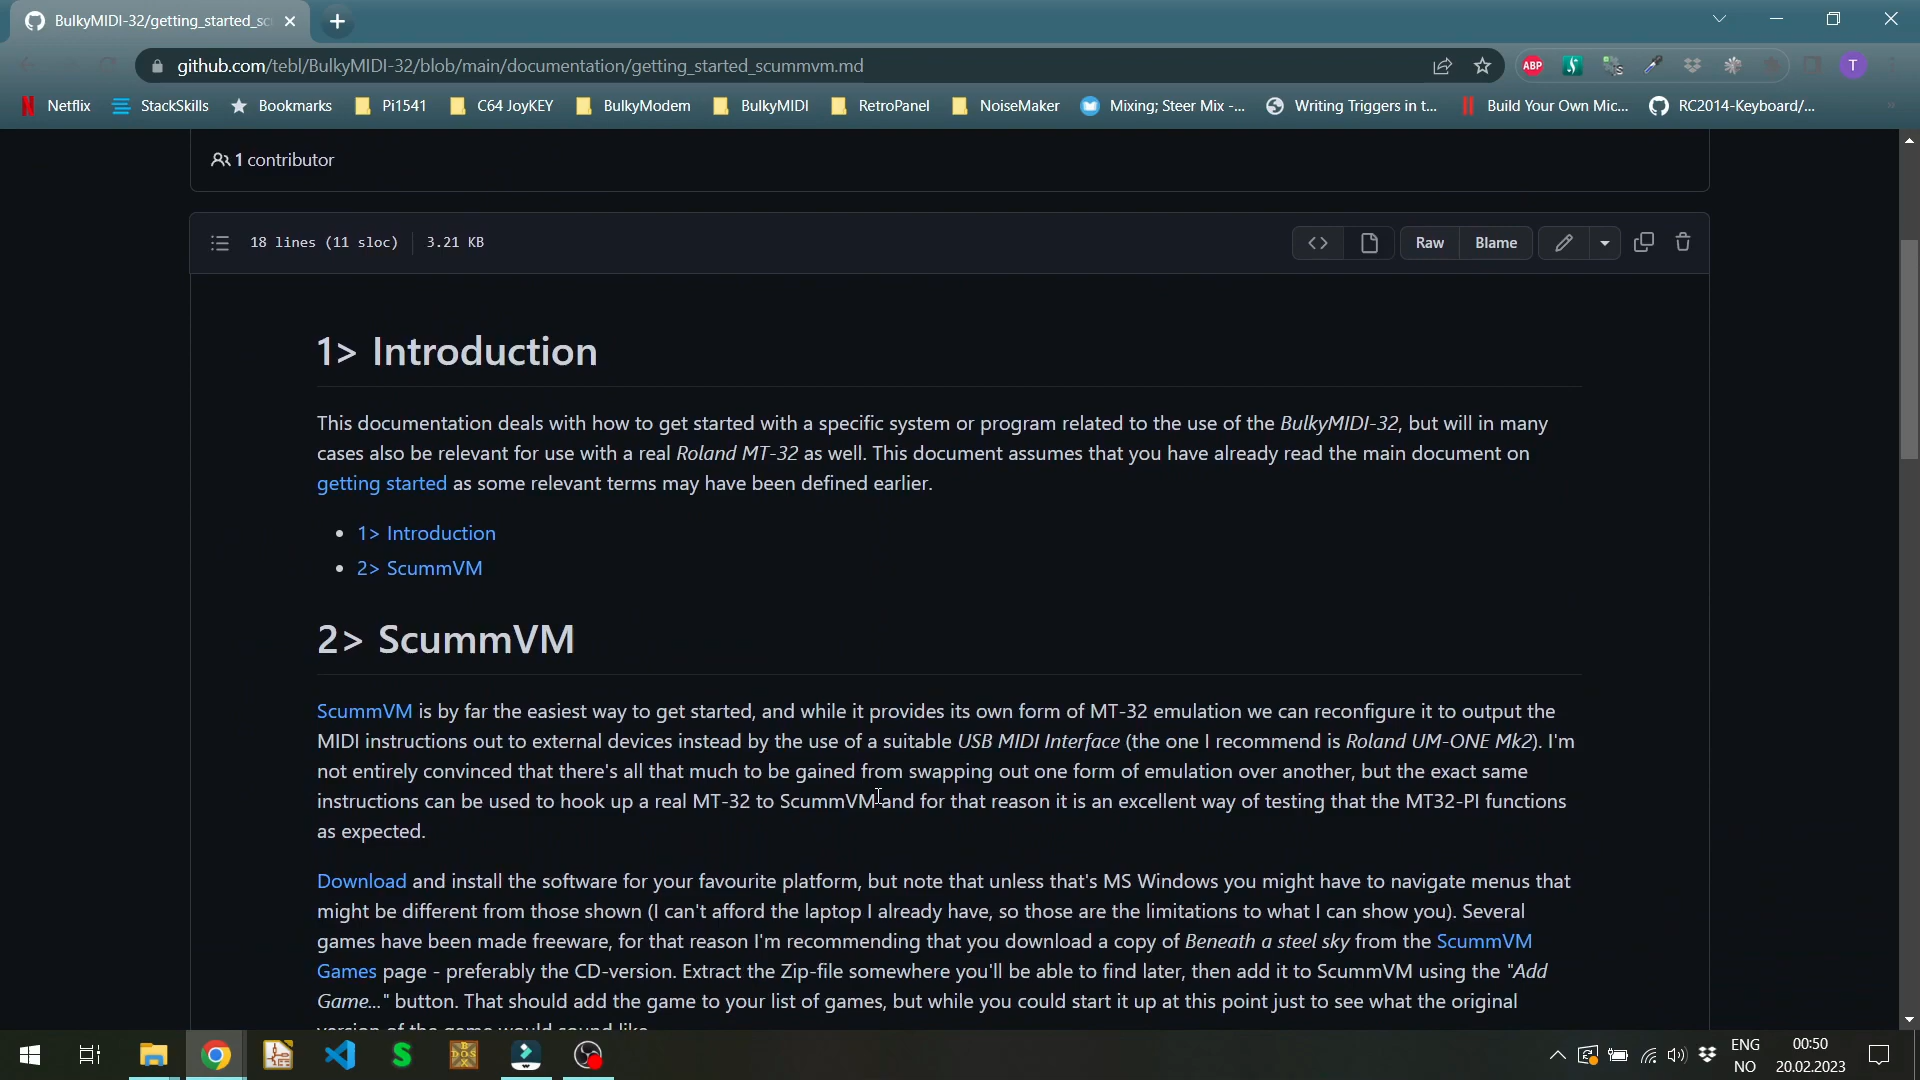 BulkyMIDI-32/getting_started_sc
github.com/tebl/BulkyMIDI-32/blob/main/documentation/getting_started_scummvm.md
ABP
T
Netflix StackSkills Bookmarks Pi1541 C64 JoyKEY BulkyModem BulkyMIDI RetroPanel NoiseMaker Mixing; Steer Mix -... Writing Triggers in t... Build Your Own Mic... RC2014-Keyboard/...
1 contributor
18 lines (11 sloc) 3.21 KB
Raw Blame
1> Introduction
This documentation deals with how to get started with a specific system or program related to the use of the BulkyMIDI-32, but will in many
cases also be relevant for use with a real Roland MT-32 as well. This document assumes that you have already read the main document on
getting started as some relevant terms may have been defined earlier.
1> Introduction
2> ScummVM
2> ScummVM
ScummVM is by far the easiest way to get started, and while it provides its own form of MT-32 emulation we can reconfigure it to output the
MIDI instructions out to external devices instead by the use of a suitable USB MIDI Interface (the one I recommend is Roland UM-ONE Mk2). I'm
not entirely convinced that there's all that much to be gained from swapping out one form of emulation over another, but the exact same
instructions can be used to hook up a real MT-32 to ScummVM and for that reason it is an excellent way of testing that the MT32-PI functions
as expected.
Download and install the software for your favourite platform, but note that unless that's MS Windows you might have to navigate menus that
might be different from those shown (I can't afford the laptop I already have, so those are the limitations to what I can show you). Several
games have been made freeware, for that reason I'm recommending that you download a copy of Beneath a steel sky from the ScummVM
Games page - preferably the CD-version. Extract the Zip-file somewhere you'll be able to find later, then add it to ScummVM using the "Add
Game..." button. That should add the game to your list of games, but while you could start it up at this point just to see what the original
version of the game would sound like
ENG 00:50
NO 20.02.2023